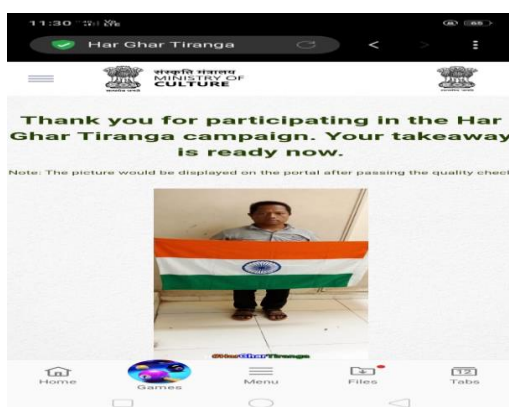 11:30
65
Har Ghar Tiranga
संस्कृति मंत्रालय
MINISTRY OF
CULTURE
Thank you for participating in the Har
Ghar Tiranga campaign. Your takeaway
is ready now.
Note: The picture would be displayed on the portal after passing the quality check
#HarGharTiranga
Home
Games
Menu
Files
12
Tabs